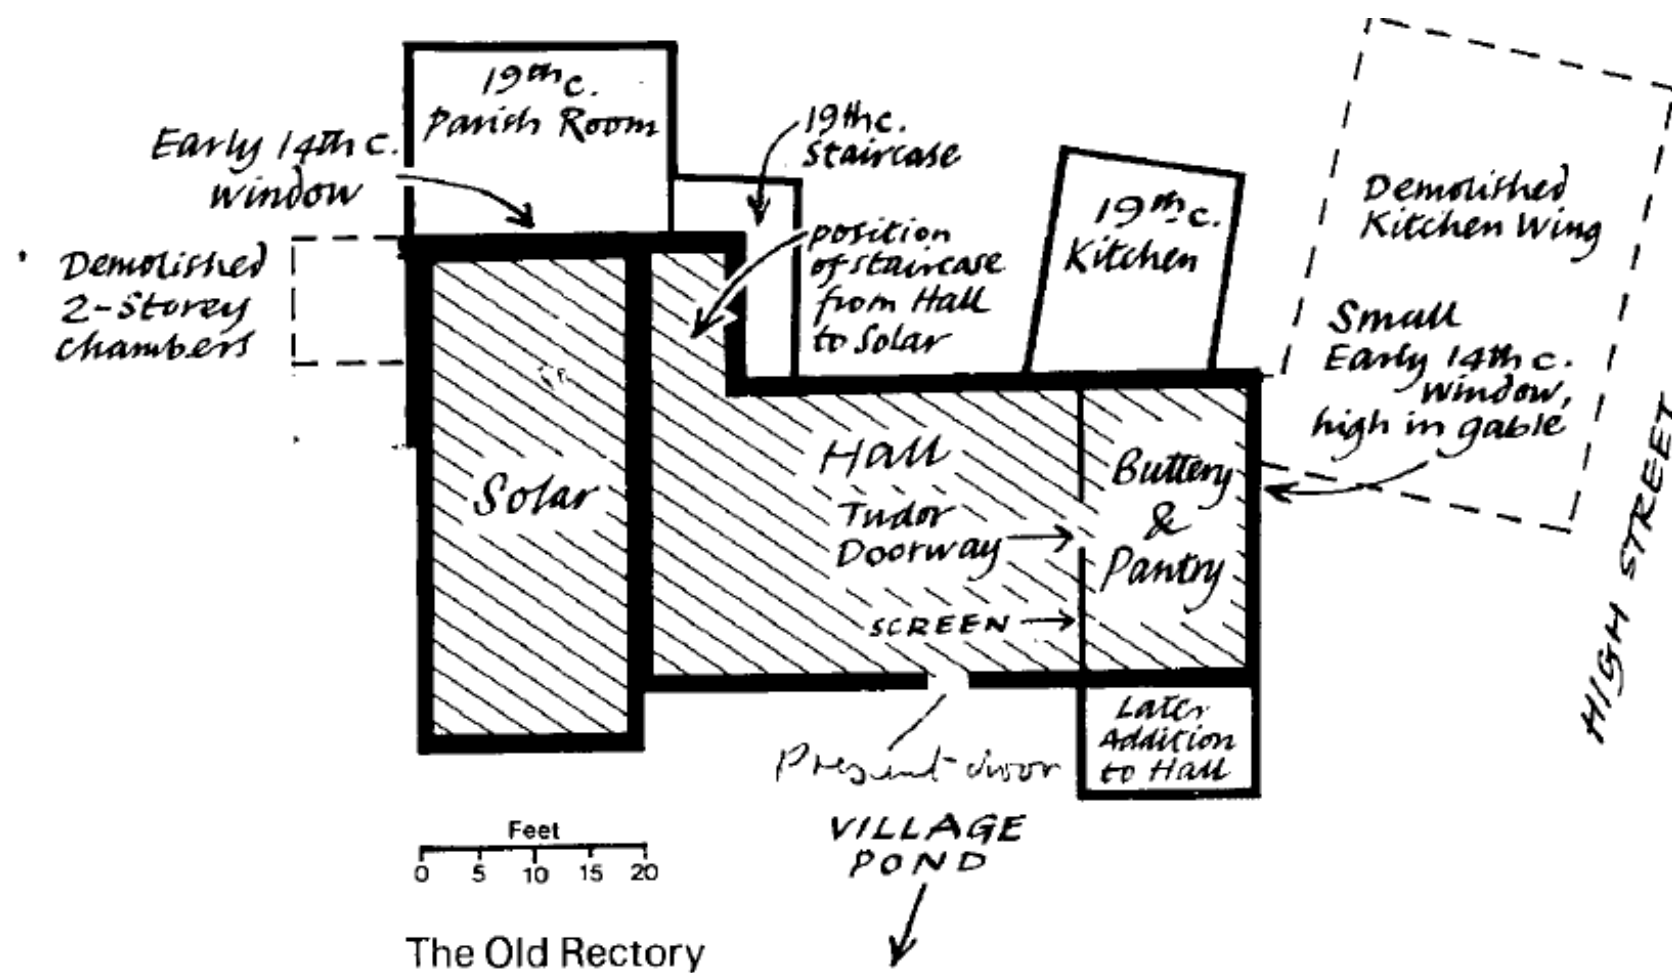 19th c.
Parish Room
Early 14th c.
window
19th c.
Staircase
Demolished
2-Storey
chambers
position
of staircase
from Hall
to Solar
19th c.
Kitchen
Demolished
Kitchen Wing
Small
Early 14th c.
window,
high in gable
HIGH STREET
Solar
Hall
Tudor
Doorway
SCREEN
Buttery
&
Pantry
Later
Addition
to Hall
Present door
VILLAGE
POND
Feet
0 5 10 15 20
The Old Rectory